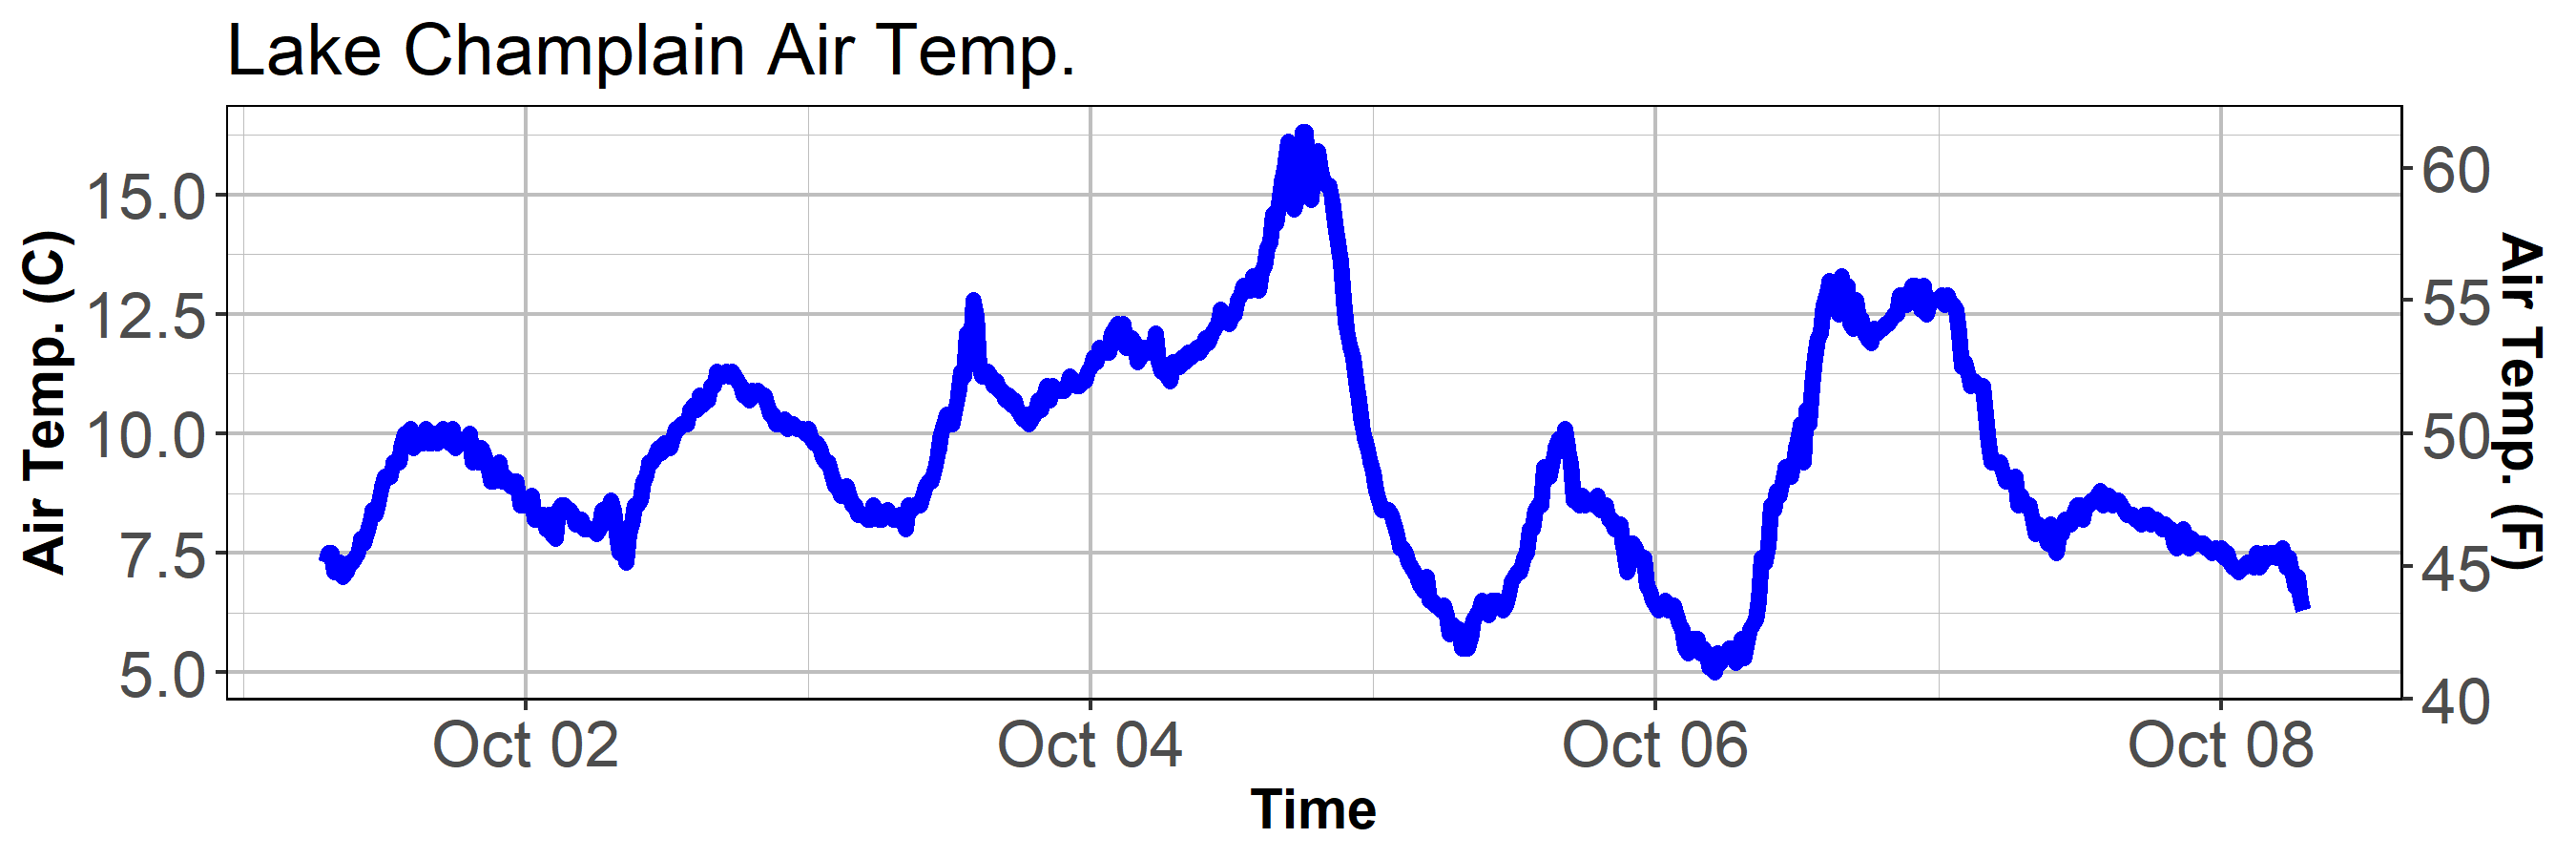 Lake Champlain Air Temp.
Air Temp. (C)
15.0
12.5
10.0
7.5
5.0
60
55
50
45
40
Air Temp. (F)
Oct 02 Oct 04 Oct 06 Oct 08
Time